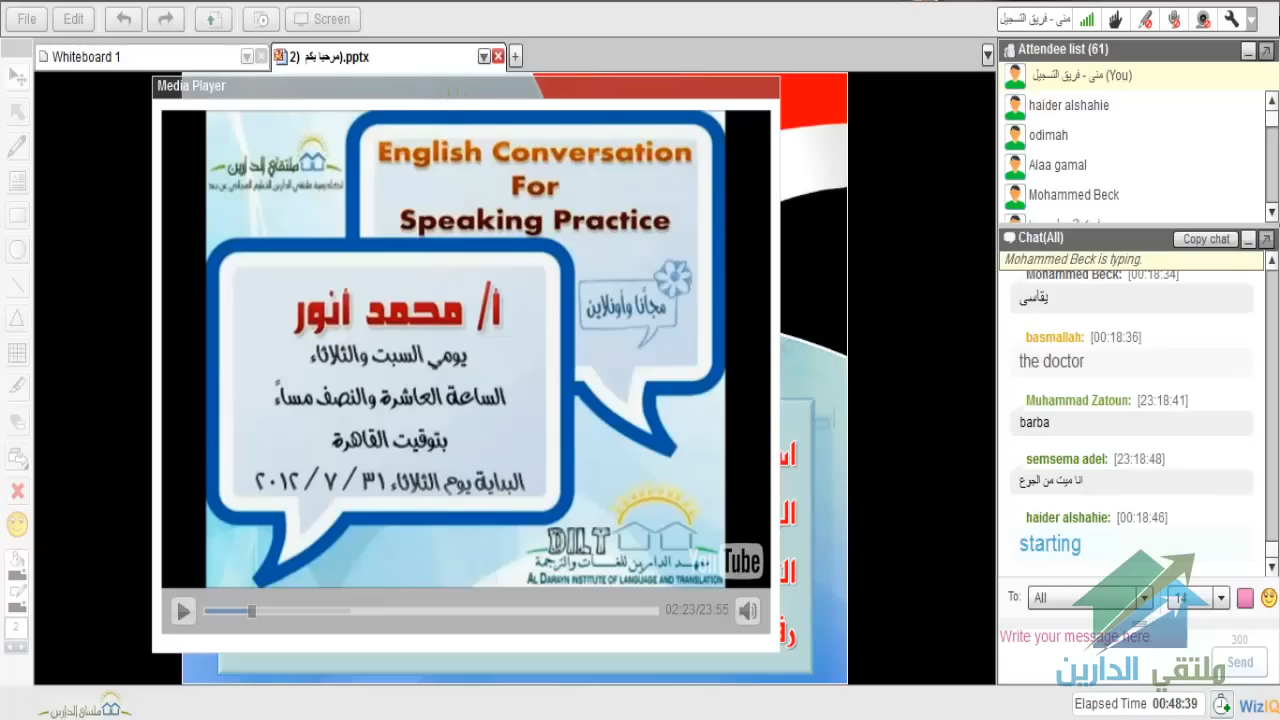 File
Edit
Screen
منى - فريق التسجيل
Whiteboard 1
2) مرحبا بكم).pptx
Attendee list (61)
منى - فريق التسجيل (You)
haider alshahie
odimah
Alaa gamal
Mohammed Beck
Media Player
ملتقى الدارين
English Conversation
For
Speaking Practice
مجاناً وأونلاين
أ/ محمد أنور
يومي السبت والثلاثاء
الساعة العاشرة والنصف مساءً
بتوقيت القاهرة
البداية يوم الثلاثاء ٣١ / ٧ / ٢٠١٢
DILT
معهد الدارين للغات والترجمة
AL DARAYN INSTITUTE OF LANGUAGE AND TRANSLATION
YouTube
02:23/23:55
Chat(All)
Copy chat
Mohammed Beck is typing.
Mohammed Beck: [00:18:34]
يقاسى
basmallah: [00:18:36]
the doctor
Muhammad Zatoun: [23:18:41]
barba
semsema adel: [23:18:48]
انا ميت من الجوع
haider alshahie: [00:18:46]
starting
To: All 14
Write your message here.
300
Send
ملتقي الدارين
Elapsed Time 00:48:39
WizIQ
2
ملتقى الدارين